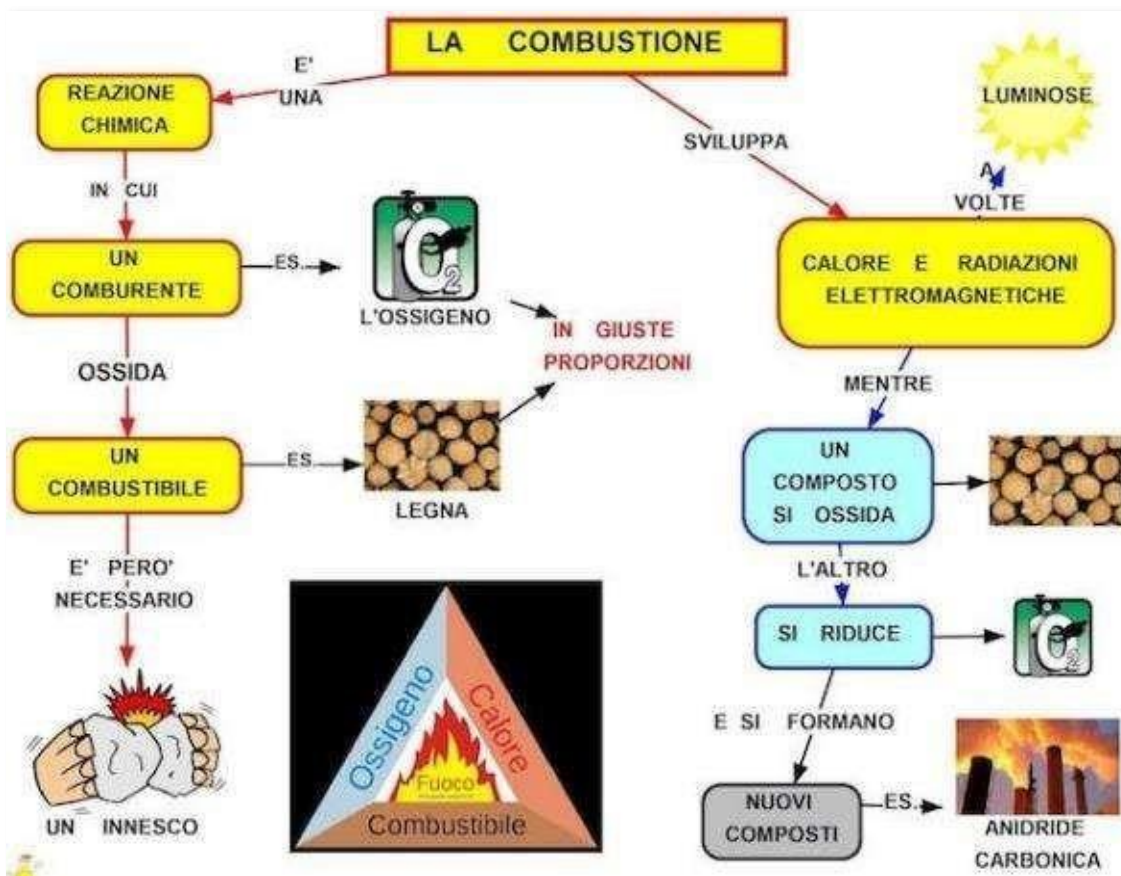 LA COMBUSTIONE
E'
UNA
REAZIONE
CHIMICA
IN CUI
UN
COMBURENTE
ES.
O2
L'OSSIGENO
OSSIDA
UN
COMBUSTIBILE
ES.
LEGNA
IN GIUSTE
PROPORZIONI
E' PERO'
NECESSARIO
UN INNESCO
Ossigeno
Calore
Fuoco
Combustibile
SVILUPPA
CALORE E RADIAZIONI
ELETTROMAGNETICHE
A
VOLTE
LUMINOSE
MENTRE
UN
COMPOSTO
SI OSSIDA
L'ALTRO
SI RIDUCE
O2
E SI FORMANO
NUOVI
COMPOSTI
ES.
ANIDRIDE
CARBONICA